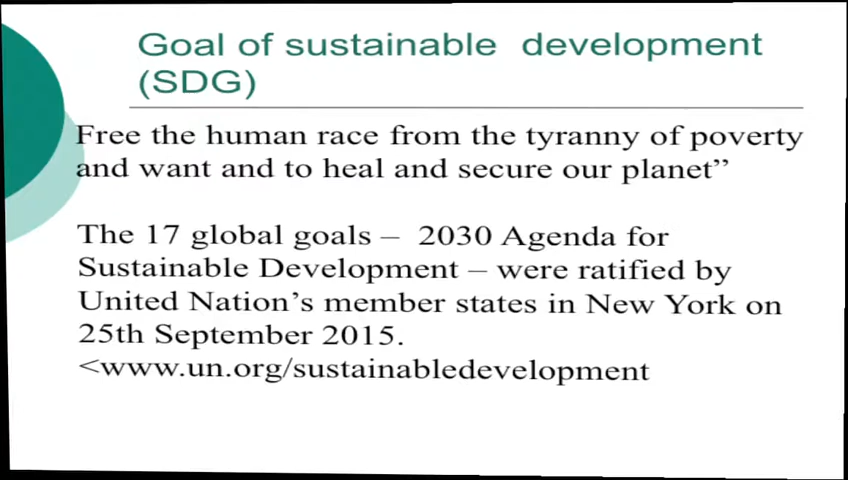 Goal of sustainable development
(SDG)
Free the human race from the tyranny of poverty
and want and to heal and secure our planet”
The 17 global goals – 2030 Agenda for
Sustainable Development – were ratified by
United Nation’s member states in New York on
25th September 2015.
<www.un.org/sustainabledevelopment